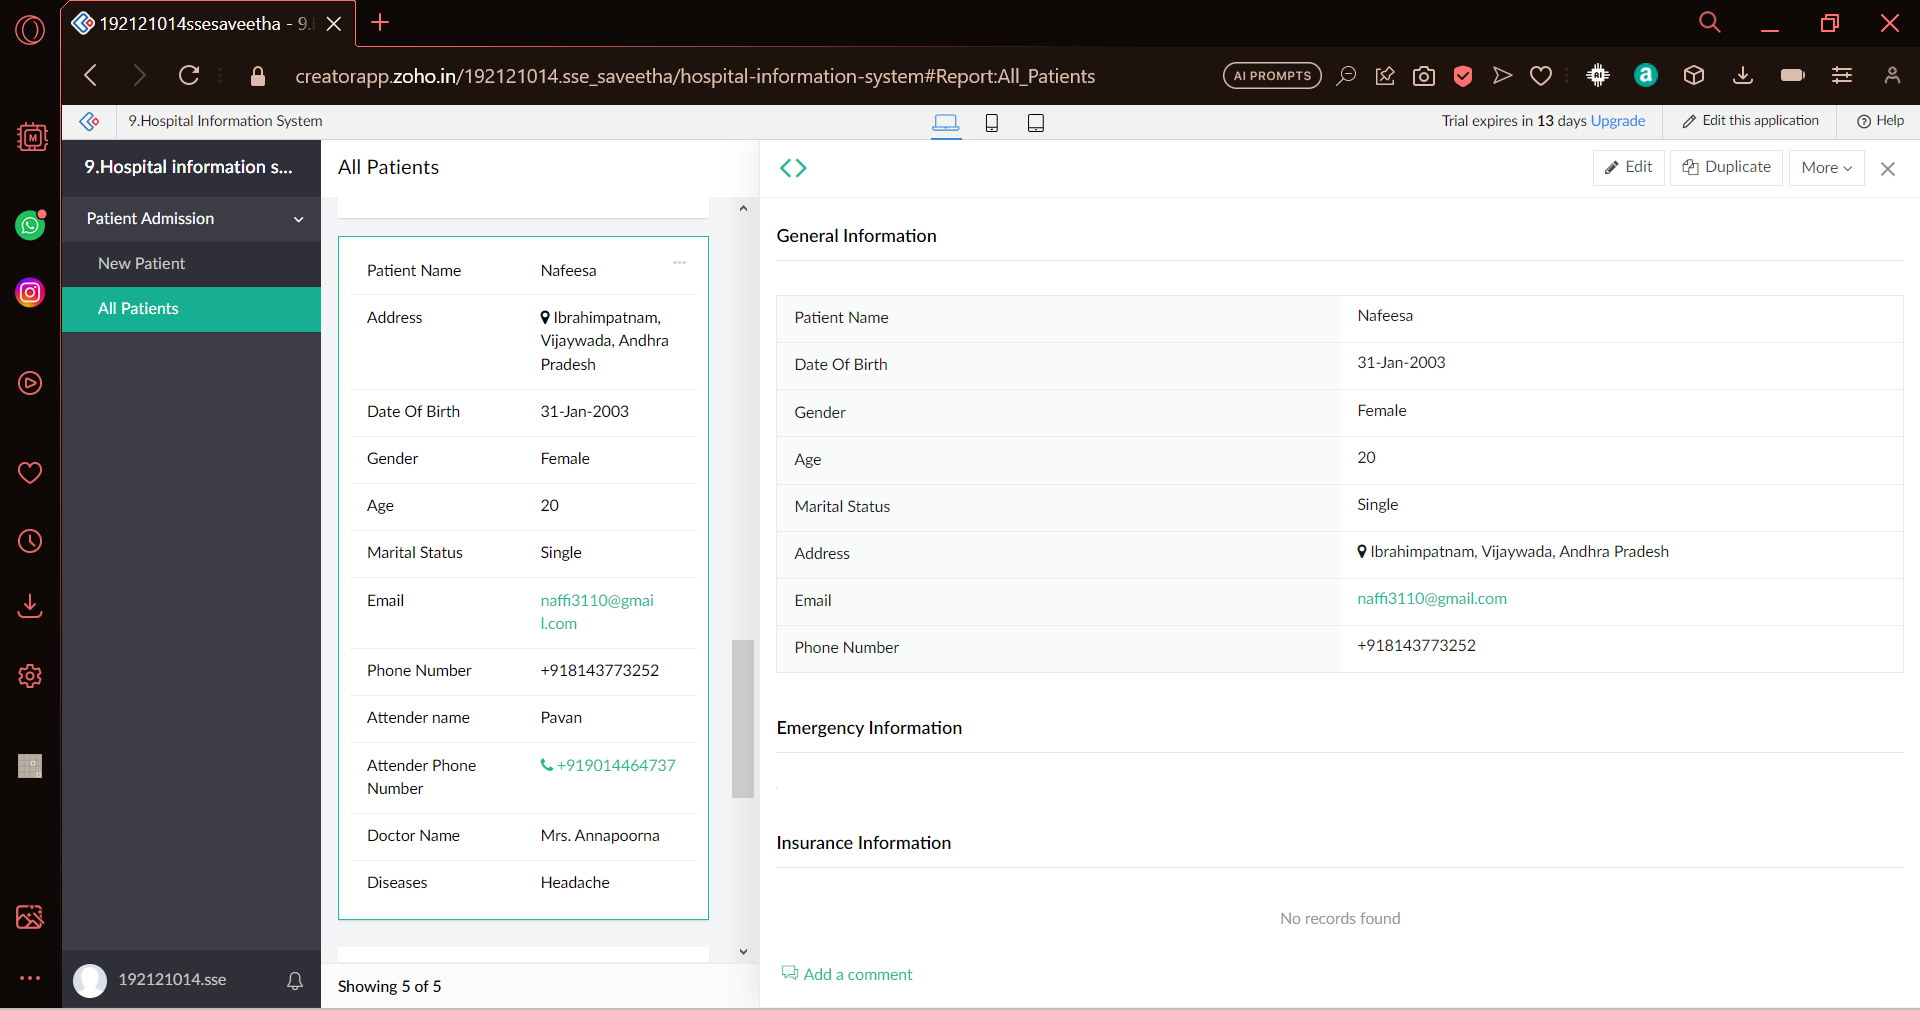 192121014ssesaveetha - 9.
creatorapp.zoho.in/192121014.sse_saveetha/hospital-information-system#Report:All_Patients
AI PROMPTS
9.Hospital Information System
Trial expires in 13 days Upgrade
Edit this application
Help
9.Hospital information s...
Patient Admission
New Patient
All Patients
192121014.sse
All Patients
Patient Name Nafeesa
Address Ibrahimpatnam,
Vijaywada, Andhra
Pradesh
Date Of Birth 31-Jan-2003
Gender Female
Age 20
Marital Status Single
Email naffi3110@gmai
l.com
Phone Number +918143773252
Attender name Pavan
Attender Phone +919014464737
Number
Doctor Name Mrs. Annapoorna
Diseases Headache
Showing 5 of 5
Edit
Duplicate
More
General Information
Patient Name Nafeesa
Date Of Birth 31-Jan-2003
Gender Female
Age 20
Marital Status Single
Address Ibrahimpatnam, Vijaywada, Andhra Pradesh
Email naffi3110@gmail.com
Phone Number +918143773252
Emergency Information
Insurance Information
No records found
Add a comment